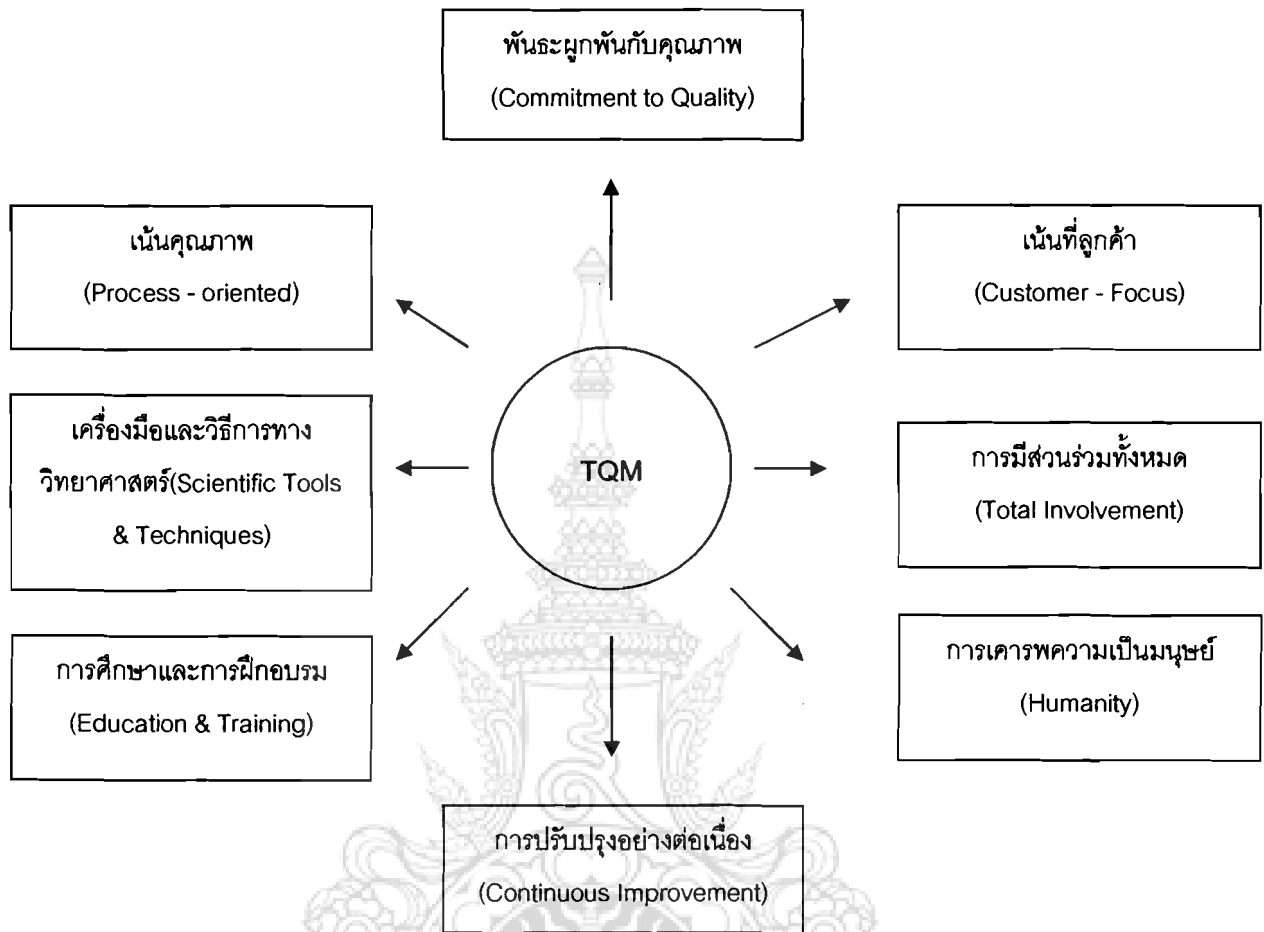 พันธะผูกพันกับคุณภาพ
(Commitment to Quality)
เน้นคุณภาพ
(Process - oriented)
เน้นที่ลูกค้า
(Customer - Focus)
เครื่องมือและวิธีการทาง
วิทยาศาสตร์(Scientific Tools
& Techniques)
TQM
การมีส่วนร่วมทั้งหมด
(Total Involvement)
การศึกษาและการฝึกอบรม
(Education & Training)
การเคารพความเป็นมนุษย์
(Humanity)
การปรับปรุงอย่างต่อเนื่อง
(Continuous Improvement)